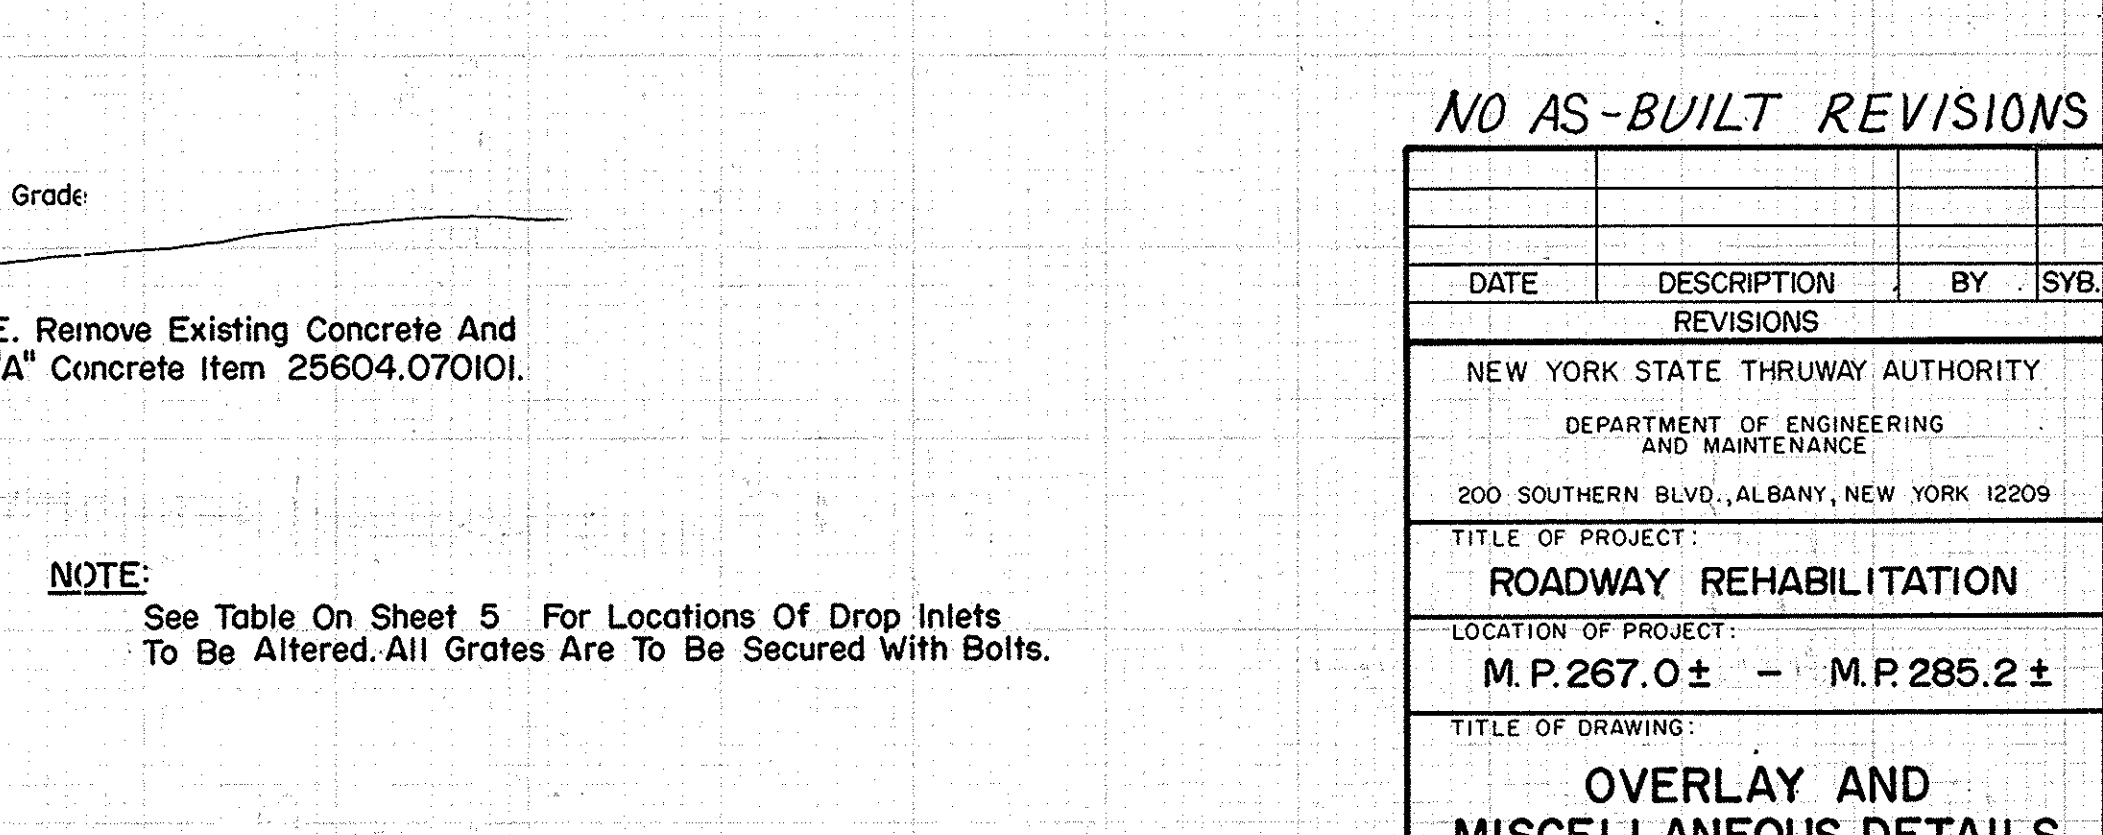 Grade
E. Remove Existing Concrete And
"A" Concrete Item 25604.070101.
NOTE:
See Table On Sheet 5 For Locations Of Drop Inlets
To Be Altered. All Grates Are To Be Secured With Bolts.
NO AS-BUILT REVISIONS
DATE DESCRIPTION BY SYB.
REVISIONS
NEW YORK STATE THRUWAY AUTHORITY
DEPARTMENT OF ENGINEERING
AND MAINTENANCE
200 SOUTHERN BLVD., ALBANY, NEW YORK 12209
TITLE OF PROJECT:
ROADWAY REHABILITATION
LOCATION OF PROJECT:
M.P. 267.0 ± - M.P. 285.2 ±
TITLE OF DRAWING:
OVERLAY AND
MISCELLANEOUS DETAILS